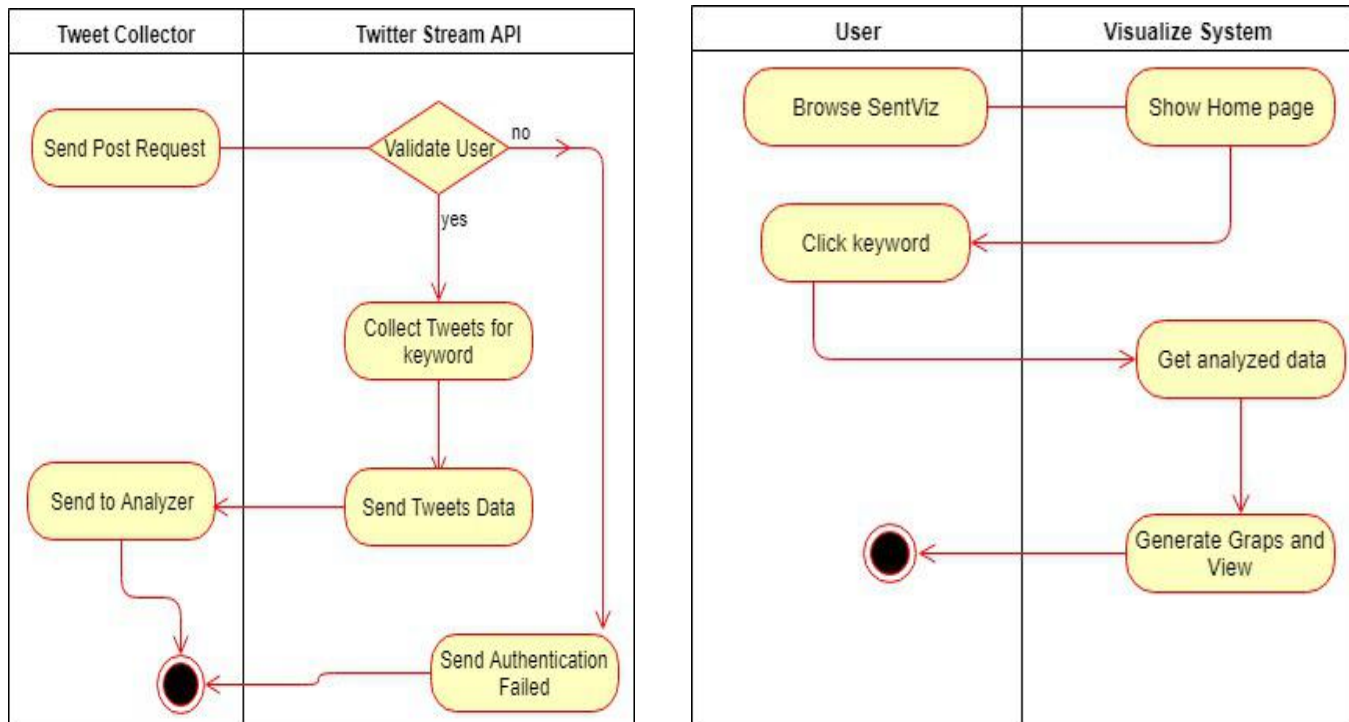 Tweet Collector
Twitter Stream API
Send Post Request
Validate User
no
yes
Collect Tweets for
keyword
Send to Analyzer
Send Tweets Data
Send Authentication
Failed
User
Visualize System
Browse SentViz
Show Home page
Click keyword
Get analyzed data
Generate Graps and
View